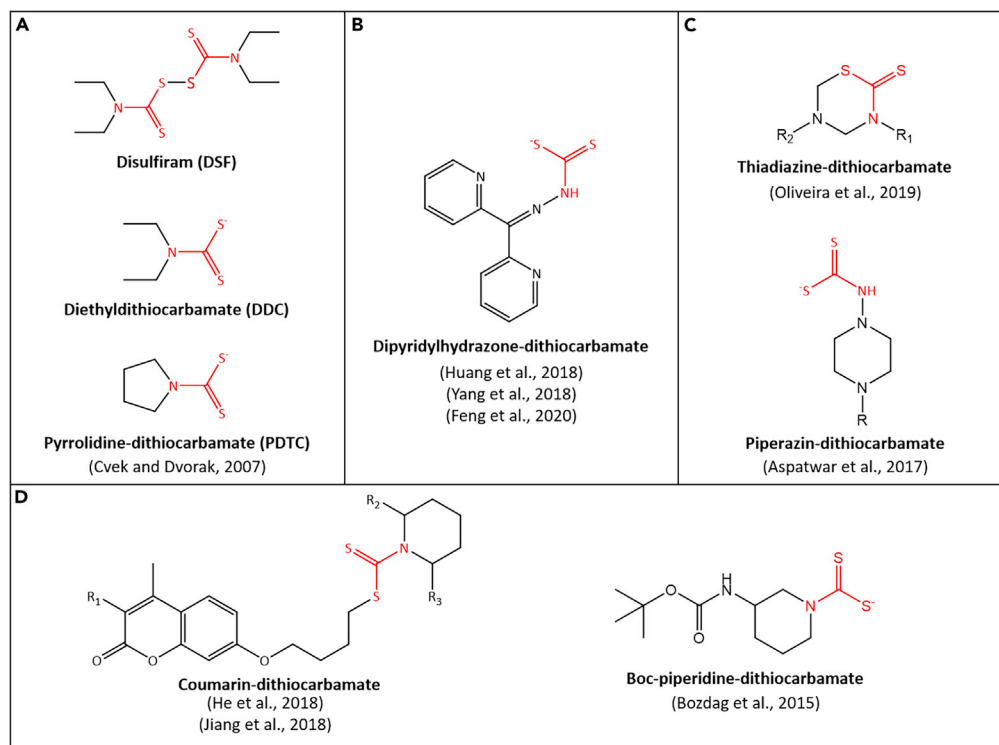 A
S
S
N
S
S
N
S
Disulfiram (DSF)
S-
N
S
Diethyldithiocarbamate (DDC)
S-
N
S
Pyrrolidine-dithiocarbamate (PDTC)
(Cvek and Dvorak, 2007)
B
-S
S
N
NH
N
N
Dipyridylhydrazone-dithiocarbamate
(Huang et al., 2018)
(Yang et al., 2018)
(Feng et al., 2020)
C
S
S
N
N
R2
R1
Thiadiazine-dithiocarbamate
(Oliveira et al., 2019)
S
-S
NH
N
N
R
Piperazin-dithiocarbamate
(Aspatwar et al., 2017)
D
R2
S
N
R1
S
R3
O
O
O
Coumarin-dithiocarbamate
(He et al., 2018)
(Jiang et al., 2018)
S
H
N
O
N
S-
O
Boc-piperidine-dithiocarbamate
(Bozdag et al., 2015)